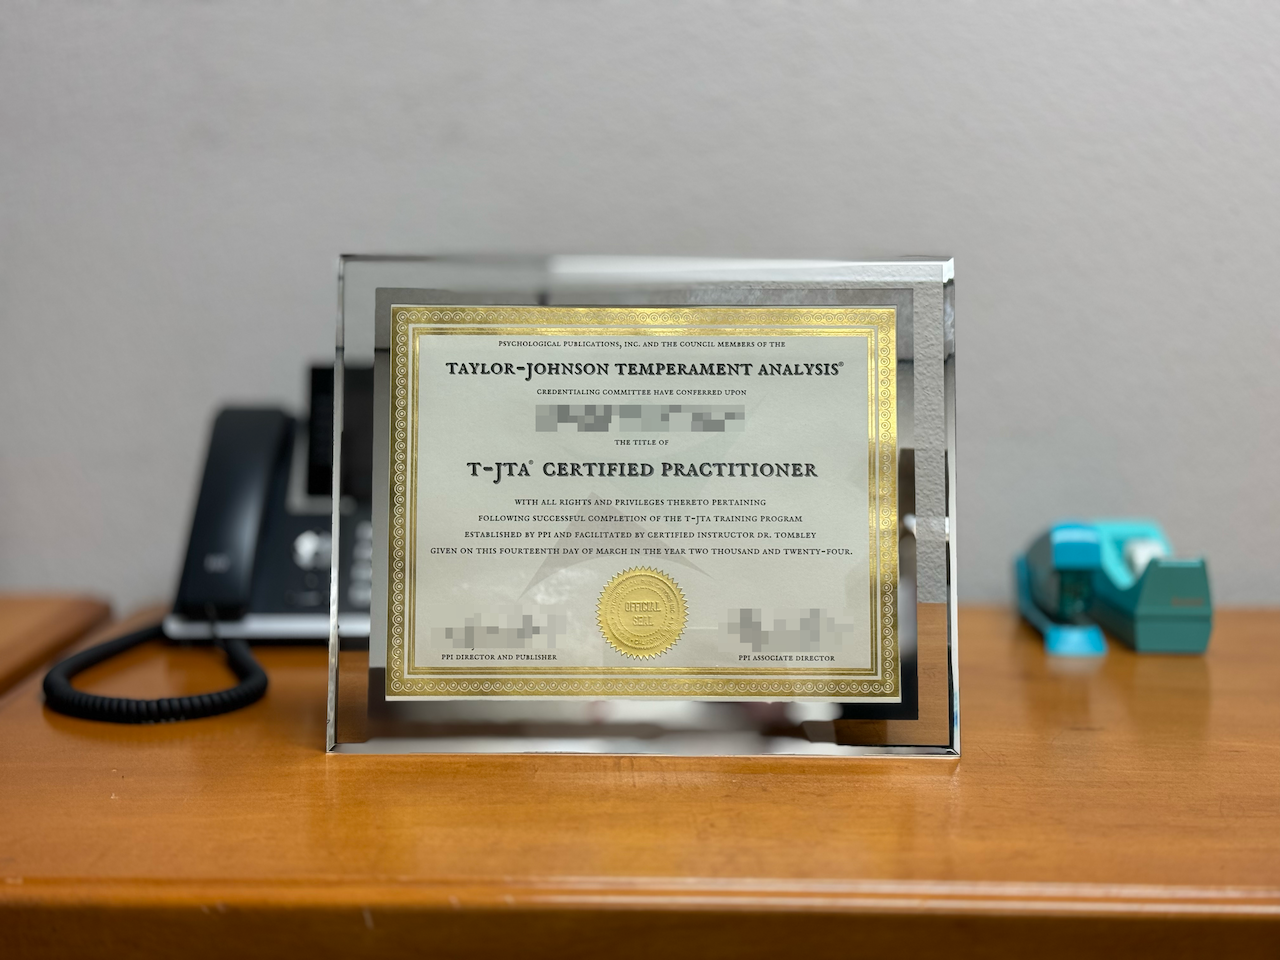 PSYCHOLOGICAL PUBLICATIONS, INC. AND THE COUNCIL MEMBERS OF THE
TAYLOR-JOHNSON TEMPERAMENT ANALYSIS®
CREDENTIALING COMMITTEE HAVE CONFERRED UPON
THE TITLE OF
T-JTA® CERTIFIED PRACTITIONER
WITH ALL RIGHTS AND PRIVILEGES THERETO PERTAINING
FOLLOWING SUCCESSFUL COMPLETION OF THE T-JTA TRAINING PROGRAM
ESTABLISHED BY PPI AND FACILITATED BY CERTIFIED INSTRUCTOR DR. TOMBLEY
GIVEN ON THIS FOURTEENTH DAY OF MARCH IN THE YEAR TWO THOUSAND AND TWENTY-FOUR.
OFFICIAL
SEAL
PPI DIRECTOR AND PUBLISHER
PPI ASSOCIATE DIRECTOR